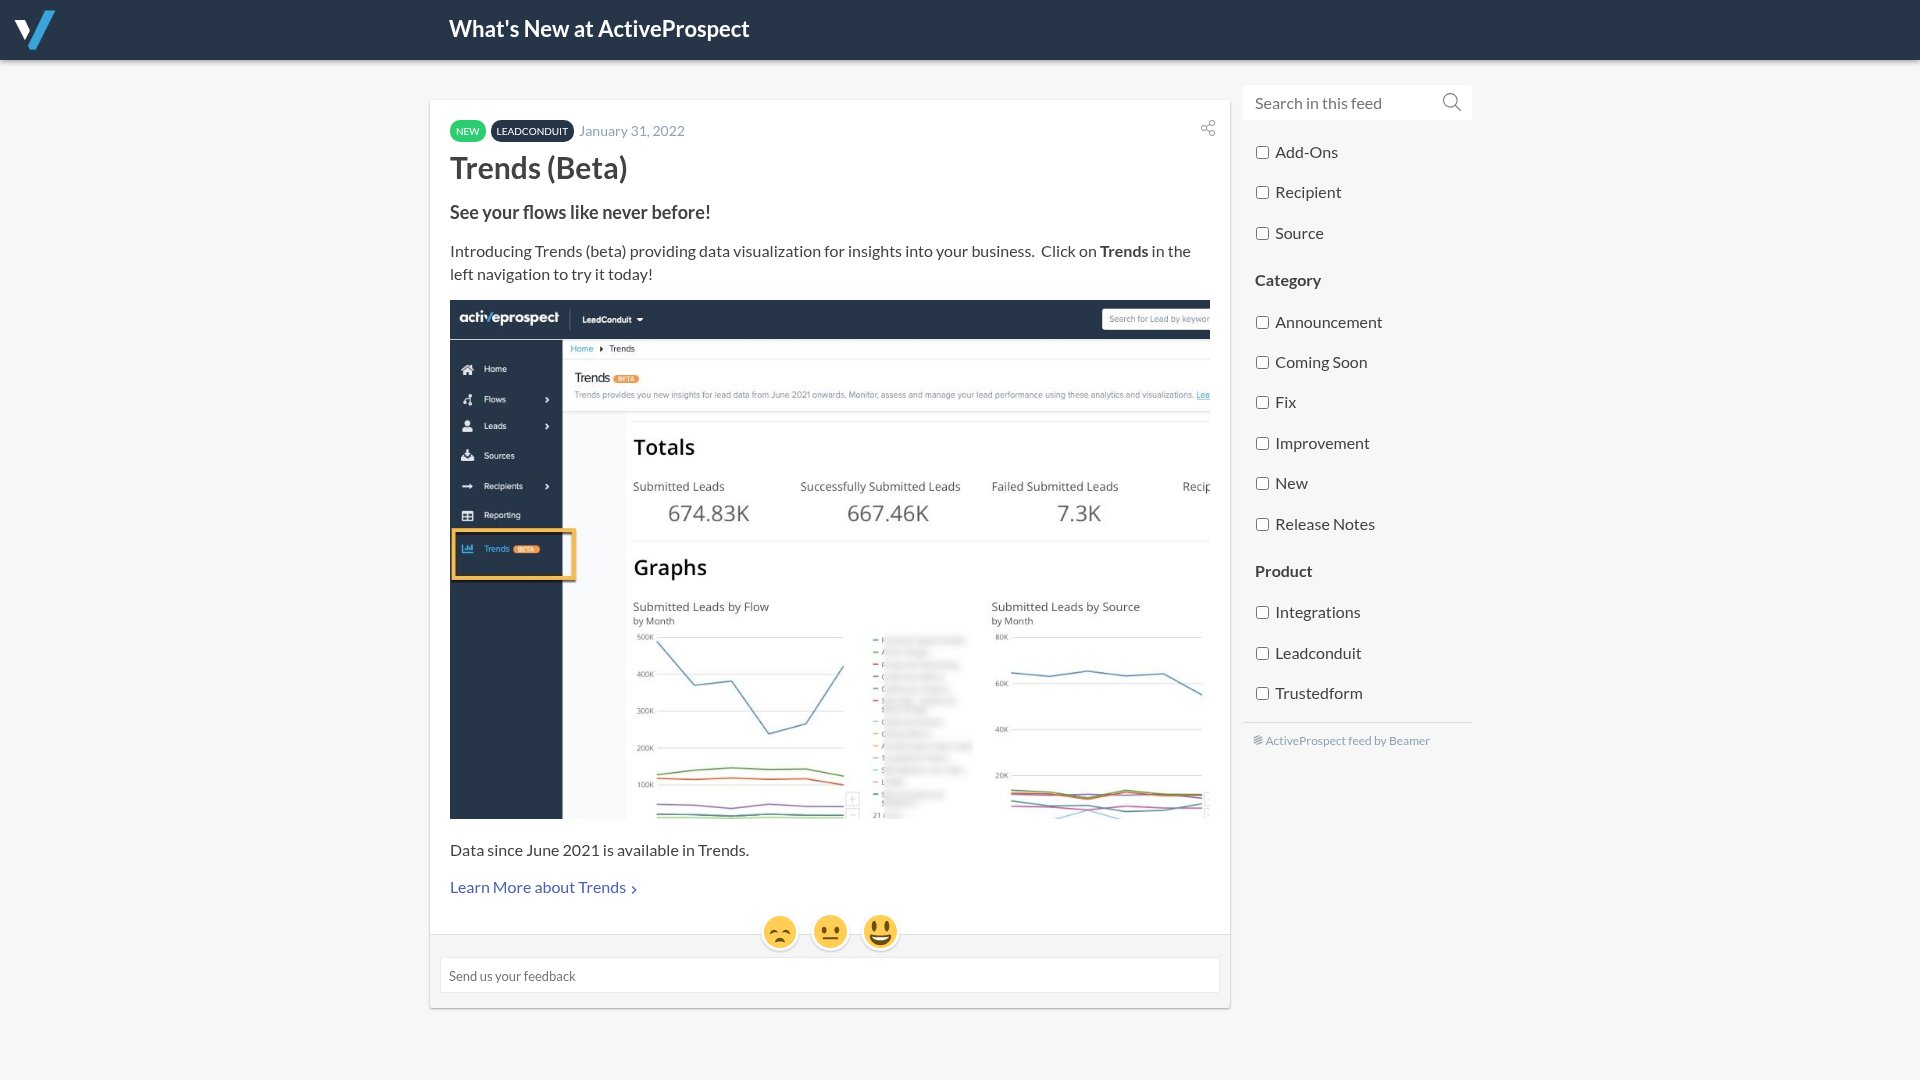 What's New at ActiveProspect
NEW LEADCONDUIT January 31, 2022
Trends (Beta)
See your flows like never before!
Introducing Trends (beta) providing data visualization for insights into your business. Click on Trends in the
left navigation to try it today!
activeprospect LeadConduit Search for Lead by keywor
Home Trends
Home
Flows
Leads
Sources
Recipients
Reporting
Trends BETA
Trends BETA
Trends provides you new insights for lead data from June 2021 onwards. Monitor, assess and manage your lead performance using these analytics and visualizations. Lea
Totals
Submitted Leads Successfully Submitted Leads Failed Submitted Leads Recip
674.83K 667.46K 7.3K
Graphs
Submitted Leads by Flow
by Month
500K
400K
300K
200K
100K
21
Submitted Leads by Source
by Month
80K
60K
40K
20K
Data since June 2021 is available in Trends.
Learn More about Trends
Send us your feedback
Search in this feed
Add-Ons
Recipient
Source
Category
Announcement
Coming Soon
Fix
Improvement
New
Release Notes
Product
Integrations
Leadconduit
Trustedform
ActiveProspect feed by Beamer